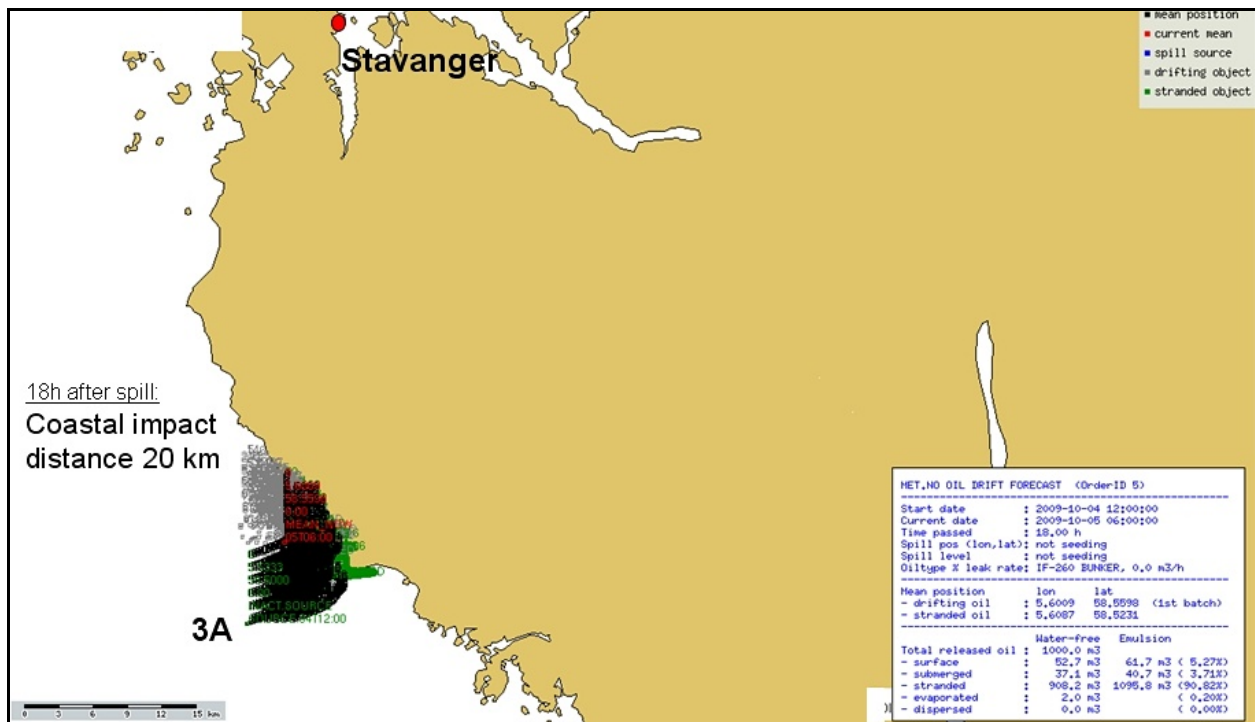 Stavanger
mean position
current mean
spill source
drifting object
stranded object
18h after spill:
Coastal impact
distance 20 km
3A
0 3 6 9 12 15 km
MET.NO OIL DRIFT FORECAST (OrderID 5)
Start date : 2009-10-04 12:00:00
Current date : 2009-10-05 06:00:00
Time passed : 18.00 h
Spill pos (lon,lat): not seeding
Spill level : not seeding
Oiltype % leak rate: IF-260 BUNKER, 0.0 m3/h
Mean position lon lat
- drifting oil : 5.6009 58.5598 (1st batch)
- stranded oil : 5.6087 58.5231
Water-free Emulsion
Total released oil : 1000.0 m3
- surface : 52.7 m3 61.7 m3 ( 5.27%)
- submerged : 37.1 m3 40.7 m3 ( 3.71%)
- stranded : 908.2 m3 1095.8 m3 (90.82%)
- evaporated : 2.0 m3 ( 0.20%)
- dispersed : 0.0 m3 ( 0.00%)